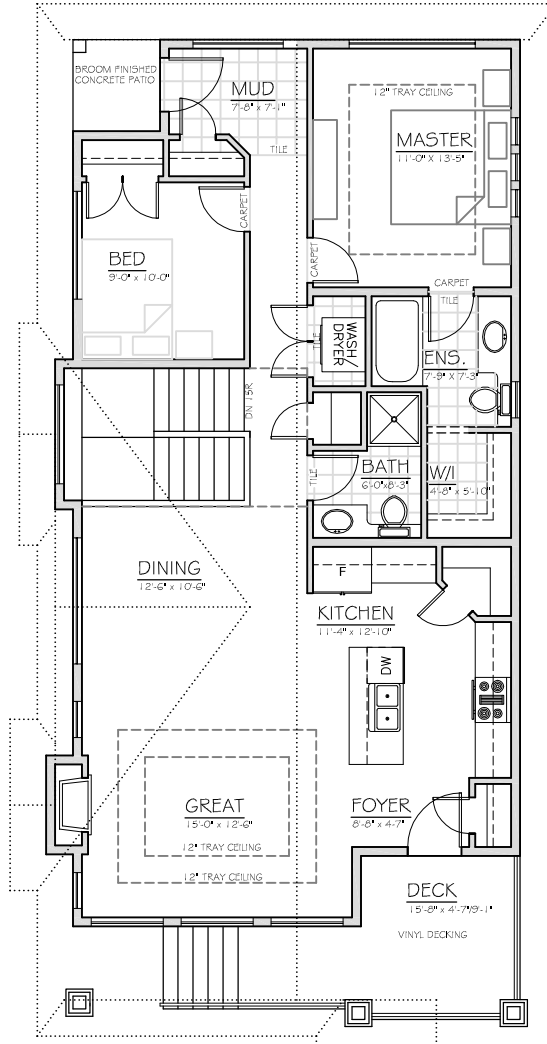 BROOM FINISHED
CONCRETE PATIO
MUD
7'-8" X 7'-1"
TILE
12" TRAY CEILING
MASTER
11'-0" X 13'-5"
CARPET
BED
9'-0" x 10'-0"
CARPET
CARPET
TILE
WASH/
DRYER
TILE
ENS.
7'-9" X 7'-3"
DN 15R
BATH
6'-0"x8'-3"
TILE
W/I
4'-8" x 5'-10"
DINING
12'-6" x 10'-6"
F
KITCHEN
11'-4" x 12'-10"
DW
GREAT
15'-0" x 12'-6"
12" TRAY CEILING
12" TRAY CEILING
FOYER
8'-8" x 4'-7"
DECK
15'-8" x 4'-7"/9'-1"
VINYL DECKING